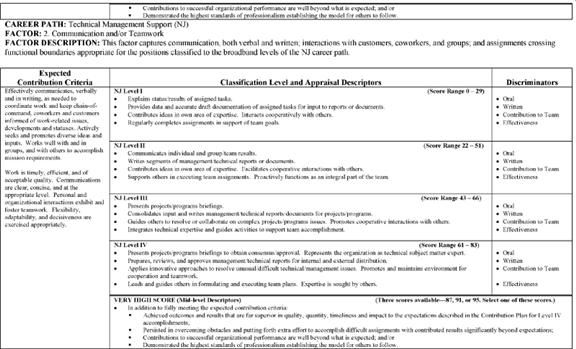 • Contributions to successful organizational performance are well beyond what is expected; and/or
• Demonstrated the highest standards of professionalism establishing the model for others to follow.
CAREER PATH: Technical Management Support (NJ)
FACTOR: 2. Communication and/or Teamwork
FACTOR DESCRIPTION: This factor captures communication, both verbal and written; interactions with customers, coworkers, and groups; and assignments crossing
functional boundaries appropriate for the positions classified to the broadband levels of the NJ career path.
Expected
Contribution Criteria
Classification Level and Appraisal Descriptors
Discriminators
Effectively communicates, verbally
and in writing, as needed to
coordinate work and keep chain-of-
command, coworkers and customers
informed of work-related issues,
developments and statuses. Actively
seeks and promotes diverse ideas and
inputs. Works well with and in
groups, and with others to accomplish
mission requirements.
Work is timely, efficient, and of
acceptable quality. Communications
are clear, concise, and at the
appropriate level. Personal and
organizational interactions exhibit and
foster teamwork. Flexibility,
adaptability, and decisiveness are
exercised appropriately.
NJ Level I (Score Range 0 – 29)
• Explains status/results of assigned tasks.
• Provides data and accurate draft documentation of assigned tasks for input to reports or documents.
• Contributes ideas in own area of expertise. Interacts cooperatively with others.
• Regularly completes assignments in support of team goals.
• Oral
• Written
• Contribution to Team
• Effectiveness
NJ Level II (Score Range 22 – 51)
• Communicates individual and group/team results.
• Writes segments of management/technical reports or documents.
• Contributes ideas in own area of expertise. Facilitates cooperative interactions with others.
• Supports others in executing team assignments. Proactively functions as an integral part of the team.
• Oral
• Written
• Contribution to Team
• Effectiveness
NJ Level III (Score Range 43 – 66)
• Presents projects/programs briefings.
• Consolidates input and writes management/technical reports/documents for projects/programs.
• Guides others to resolve or collaborate on complex projects/programs issues. Promotes cooperative interactions with others.
• Integrates technical expertise and guides activities to support team accomplishment.
• Oral
• Written
• Contribution to Team
• Effectiveness
NJ Level IV (Score Range 61 – 83)
• Presents projects/programs briefings to obtain consensus/approval. Represents the organization as technical subject matter expert.
• Prepares, reviews, and approves management/technical reports for internal and external distribution.
• Applies innovative approaches to resolve unusual/difficult technical/management issues. Promotes and maintains environment for
cooperation and teamwork.
• Leads and guides others in formulating and executing team plans. Expertise is sought by others.
• Oral
• Written
• Contribution to Team
• Effectiveness
VERY HIGH SCORE (Mid-level Descriptors) (Three scores available—87, 91, or 95. Select one of these scores.)
• In addition to fully meeting the expected contribution criteria:
• Achieved outcomes and results that are far superior in quality, quantity, timeliness and impact to the expectations described in the Contribution Plan for Level IV
accomplishments;
• Persisted in overcoming obstacles and putting forth extra effort to accomplish difficult assignments with contributed results significantly beyond expectations;
• Contributions to successful organizational performance are well beyond what is expected; and/or
• Demonstrated the highest standards of professionalism establishing the model for others to follow.